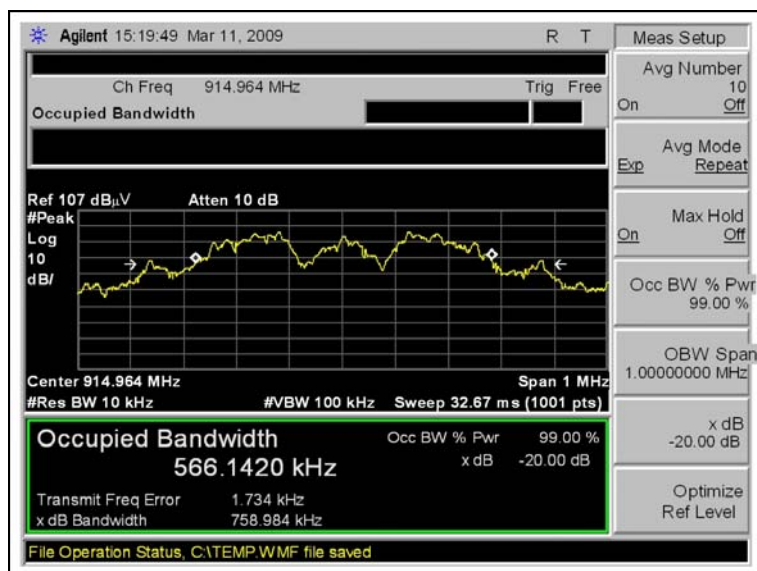 Agilent 15:19:49 Mar 11, 2009 R T
Ch Freq 914.964 MHz Trig Free
Occupied Bandwidth
Ref 107 dBμV Atten 10 dB
#Peak
Log
10
dB/
Center 914.964 MHz Span 1 MHz
#Res BW 10 kHz #VBW 100 kHz Sweep 32.67 ms (1001 pts)
Occupied Bandwidth Occ BW % Pwr 99.00 %
566.1420 kHz x dB -20.00 dB
Transmit Freq Error 1.734 kHz
x dB Bandwidth 758.984 kHz
File Operation Status, C:\TEMP.WMF file saved
Meas Setup
Avg Number
10
On Off
Avg Mode
Exp Repeat
Max Hold
On Off
Occ BW % Pwr
99.00 %
OBW Span
1.00000000 MHz
x dB
-20.00 dB
Optimize
Ref Level